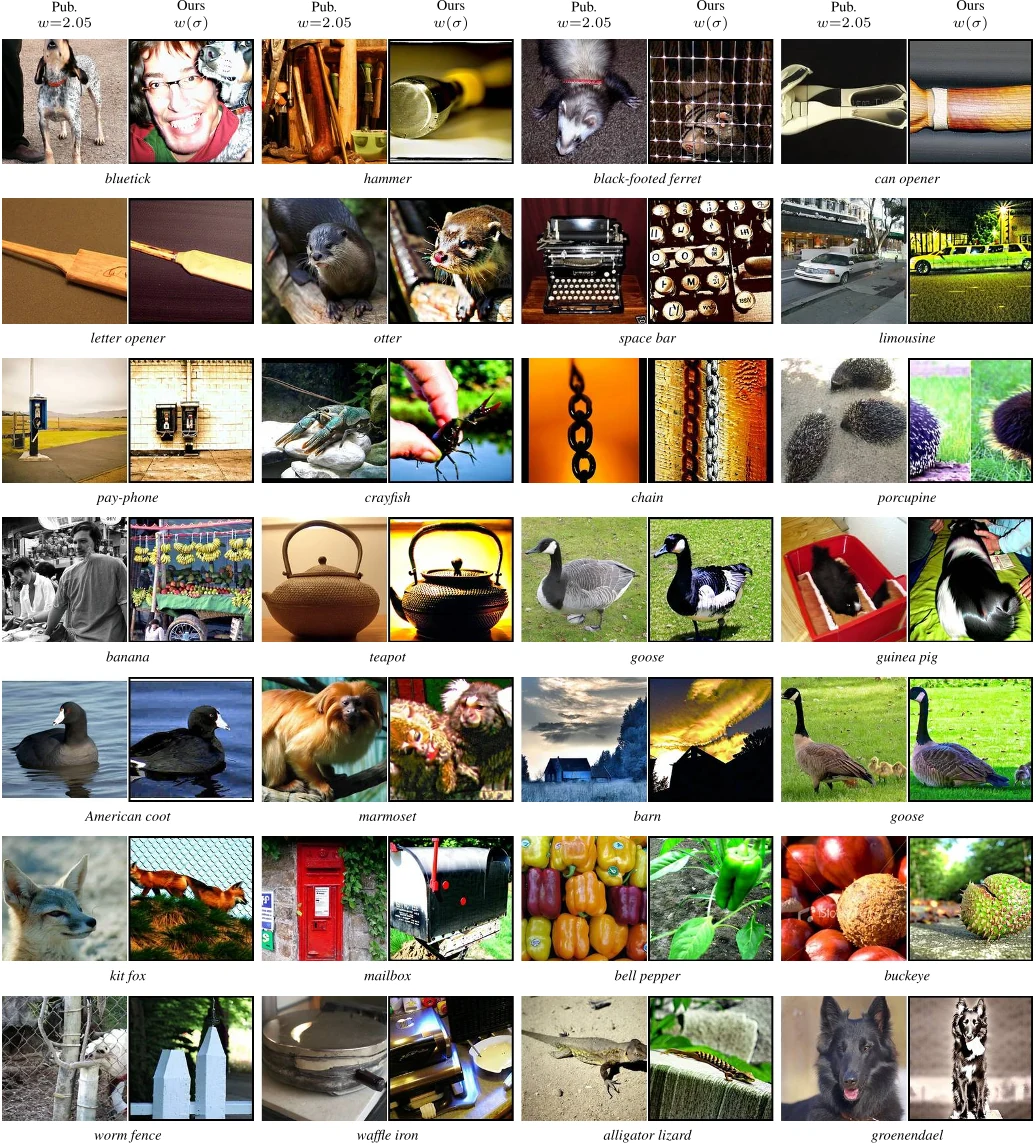 Pub. Ours Pub. Ours Pub. Ours Pub. Ours
w=2.05 w(σ) w=2.05 w(σ) w=2.05 w(σ) w=2.05 w(σ)
bluetick hammer black-footed ferret can opener
letter opener otter space bar limousine
pay-phone crayfish chain porcupine
banana teapot goose guinea pig
American coot marmoset barn goose
kit fox mailbox bell pepper buckeye
worm fence waffle iron alligator lizard groenendael